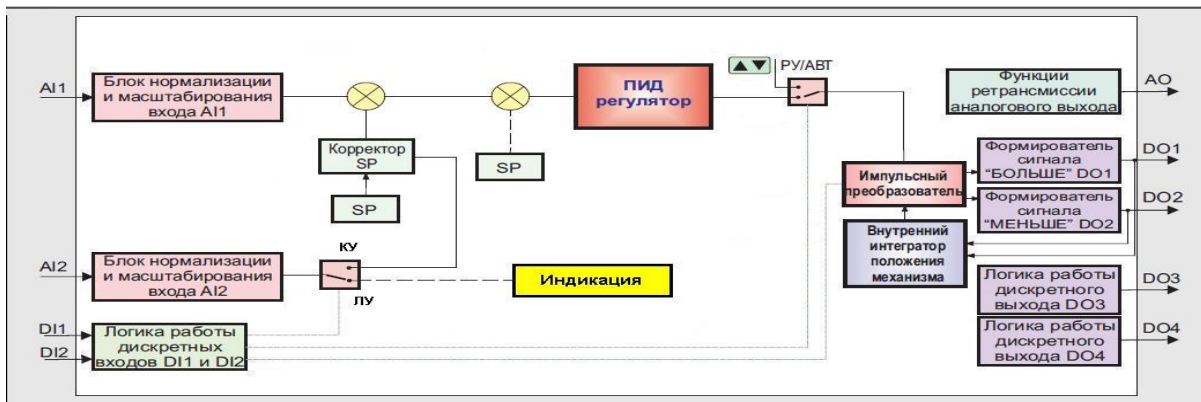 AI1
Блок нормализации
и масштабирования
входа AI1
ПИД
регулятор
РУ/АВТ
Функции
ретрансмиссии
аналогового выхода
AO
Корректор
SP
SP
SP
Импульсный
преобразователь
Формирователь
сигнала
“БОЛЬШЕ” DO1
DO1
Формирователь
сигнала
“МЕНЬШЕ” DO2
DO2
Внутренний
интегратор
положения
механизма
КУ
AI2
Блок нормализации
и масштабирования
входа AI2
ЛУ
Индикация
Логика работы
дискретного
выхода DO3
DO3
DI1
DI2
Логика работы
дискретных
входов DI1 и DI2
Логика работы
дискретного
выхода DO4
DO4